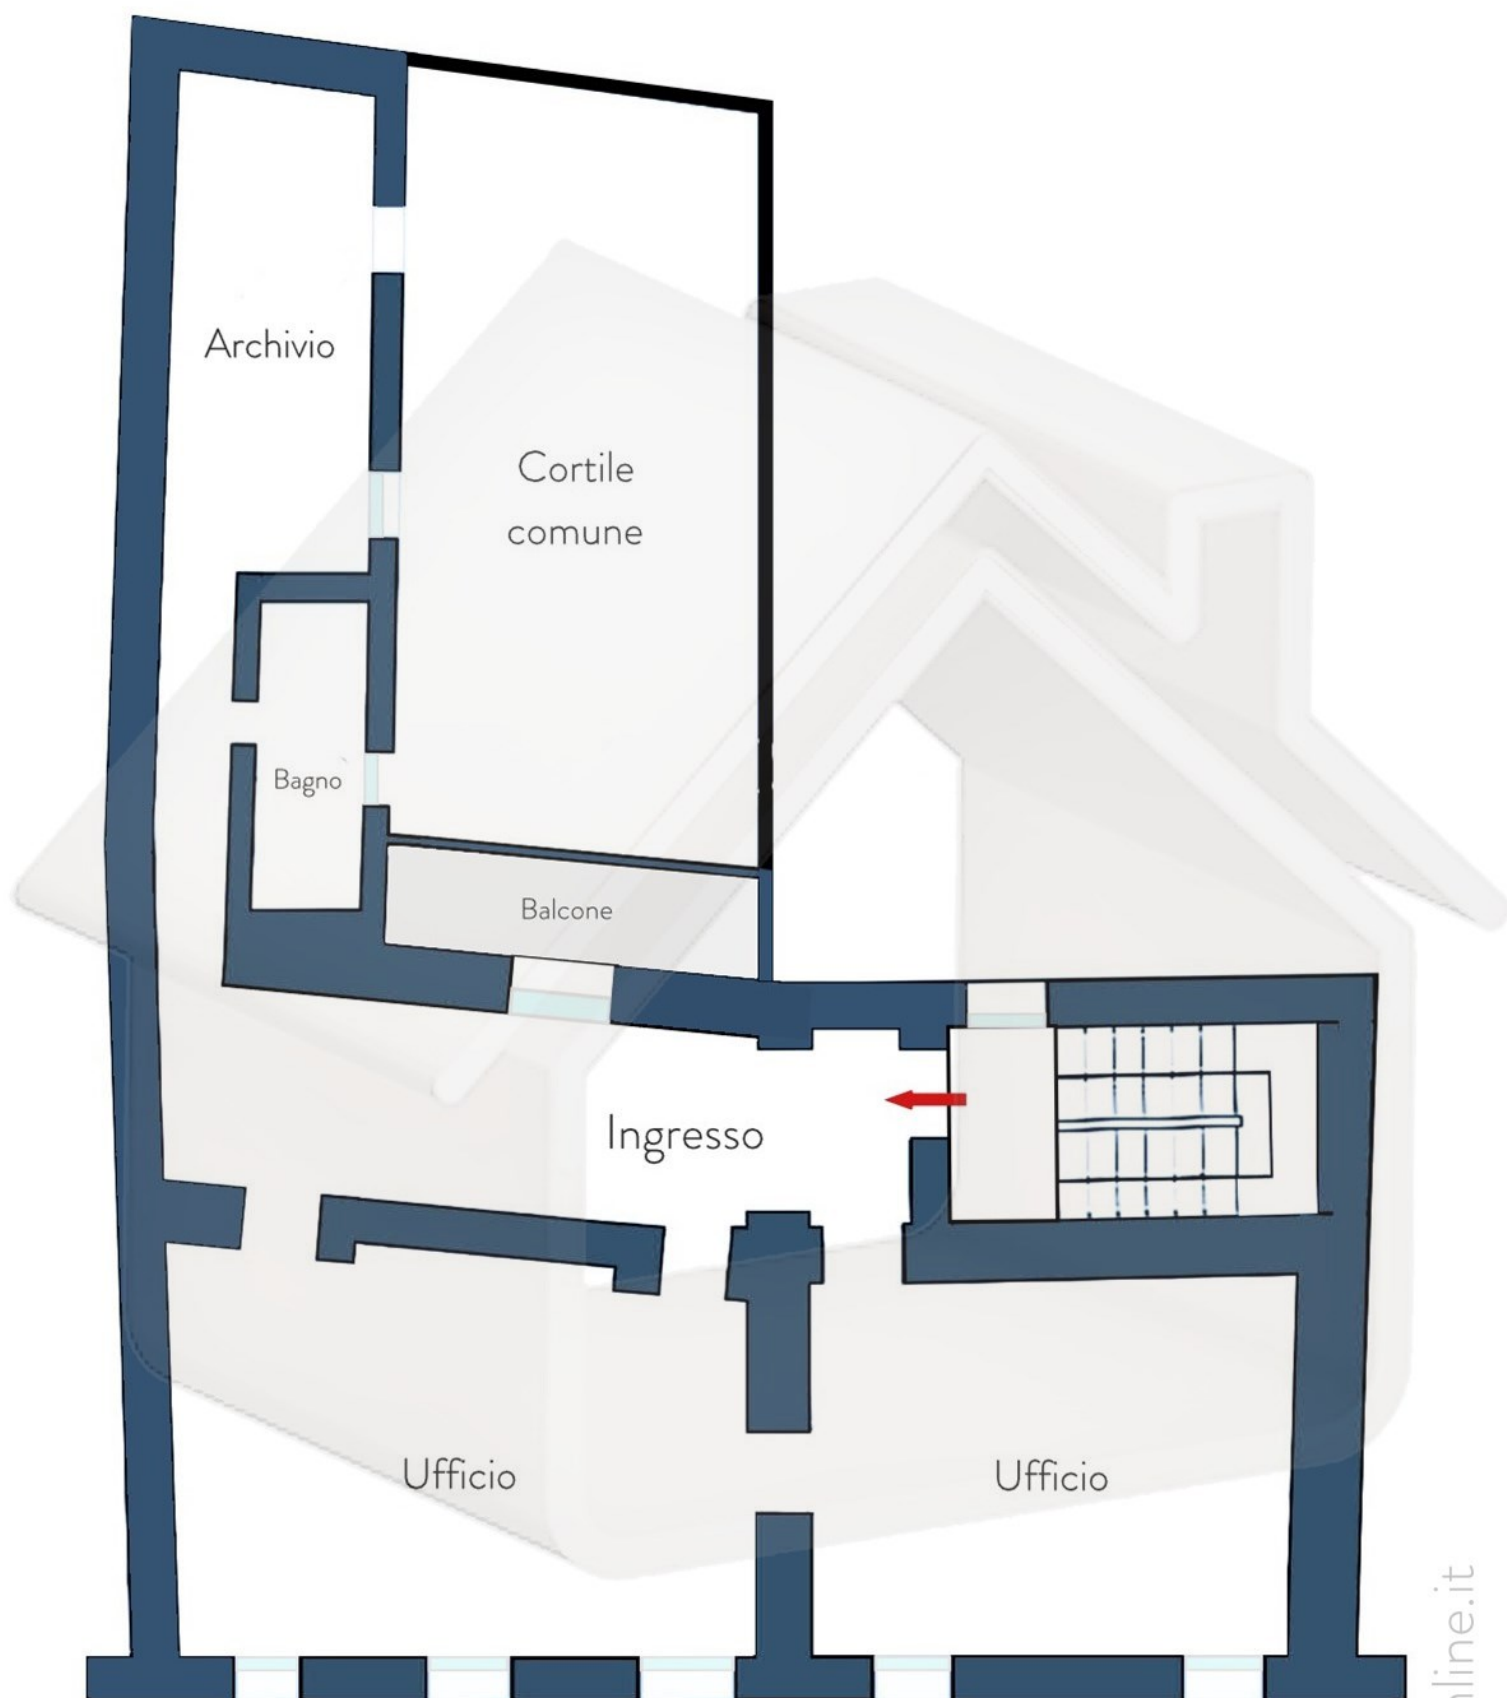 Archivio
Cortile
comune
Bagno
Balcone
Ingresso
Ufficio
Ufficio